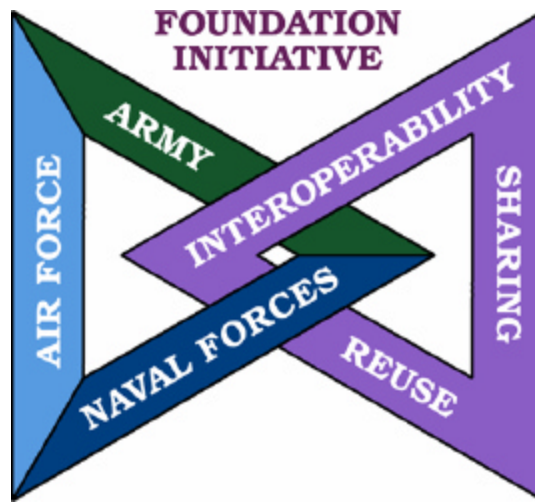 FOUNDATION
INITIATIVE
ARMY
INTEROPERABILITY
AIR FORCE
SHARING
NAVAL FORCES
REUSE